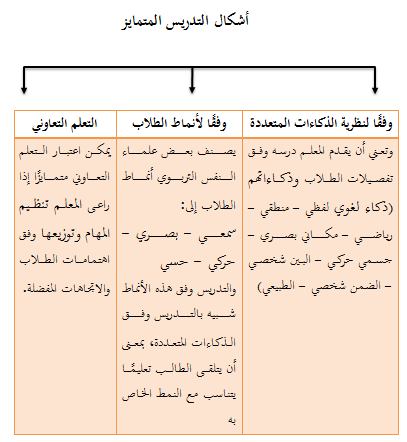 أشكال التدريس المتمايز
وفقًا لنظرية الذكاءات المتعددة
وتعني أن يقدم المعلم درسه وفق
تفصيلات الطلاب وذكاءاتهم
(ذكاء لغوي لفظي – منطقي –
رياضي – مكاني بصري –
جسمي حركي – البين شخصي
– الضمن شخصي – الطبيعي)
وفقًا لأنماط الطلاب
يصنف بعض علماء
النفس التربوي أنماط
الطلاب إلى:
سمعي – بصري –
حركي – حسي
والتدريس وفق هذه الأنماط
شبيه بالتدريس وفق
الذكاءات المتعددة، بمعنى
أن يتلقى الطالب تعليمًا
يتناسب مع النمط الخاص
به
التعلم التعاوني
يمكن اعتبار التعلم
التعاوني متمايزًا إذا
راعى المعلم تنظيم
المهام وتوزيعها وفق
اهتمامات الطلاب
والاتجاهات المفضلة.